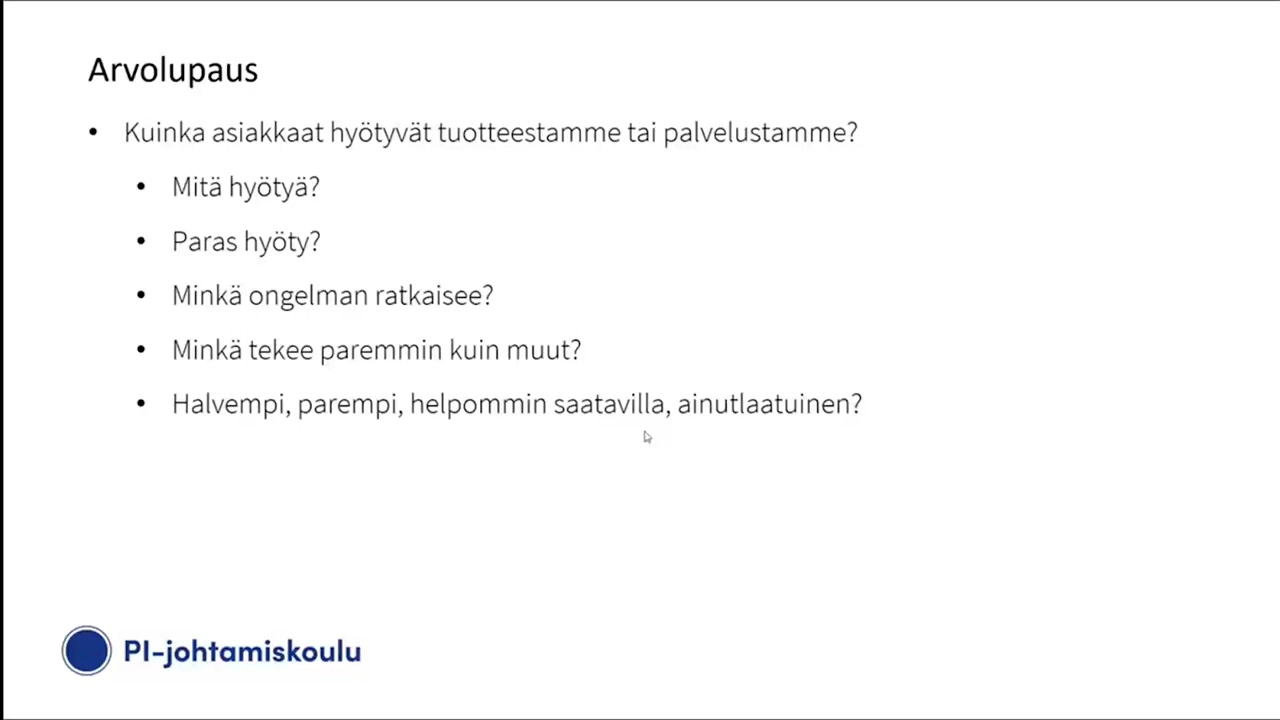 Arvolupaus
• Kuinka asiakkaat hyötyvät tuotteestamme tai palvelustamme?
• Mitä hyötyä?
• Paras hyöty?
• Minkä ongelman ratkaisee?
• Minkä tekee paremmin kuin muut?
• Halvempi, parempi, helpommin saatavilla, ainutlaatuinen?
PI-johtamiskoulu